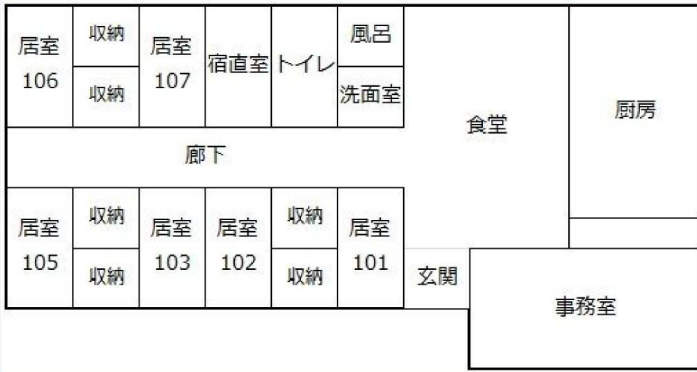 居室
106
収納
収納
居室
107
宿直室
トイレ
風呂
洗面室
食堂
厨房
廊下
居室
105
収納
収納
居室
103
居室
102
収納
収納
居室
101
玄関
事務室